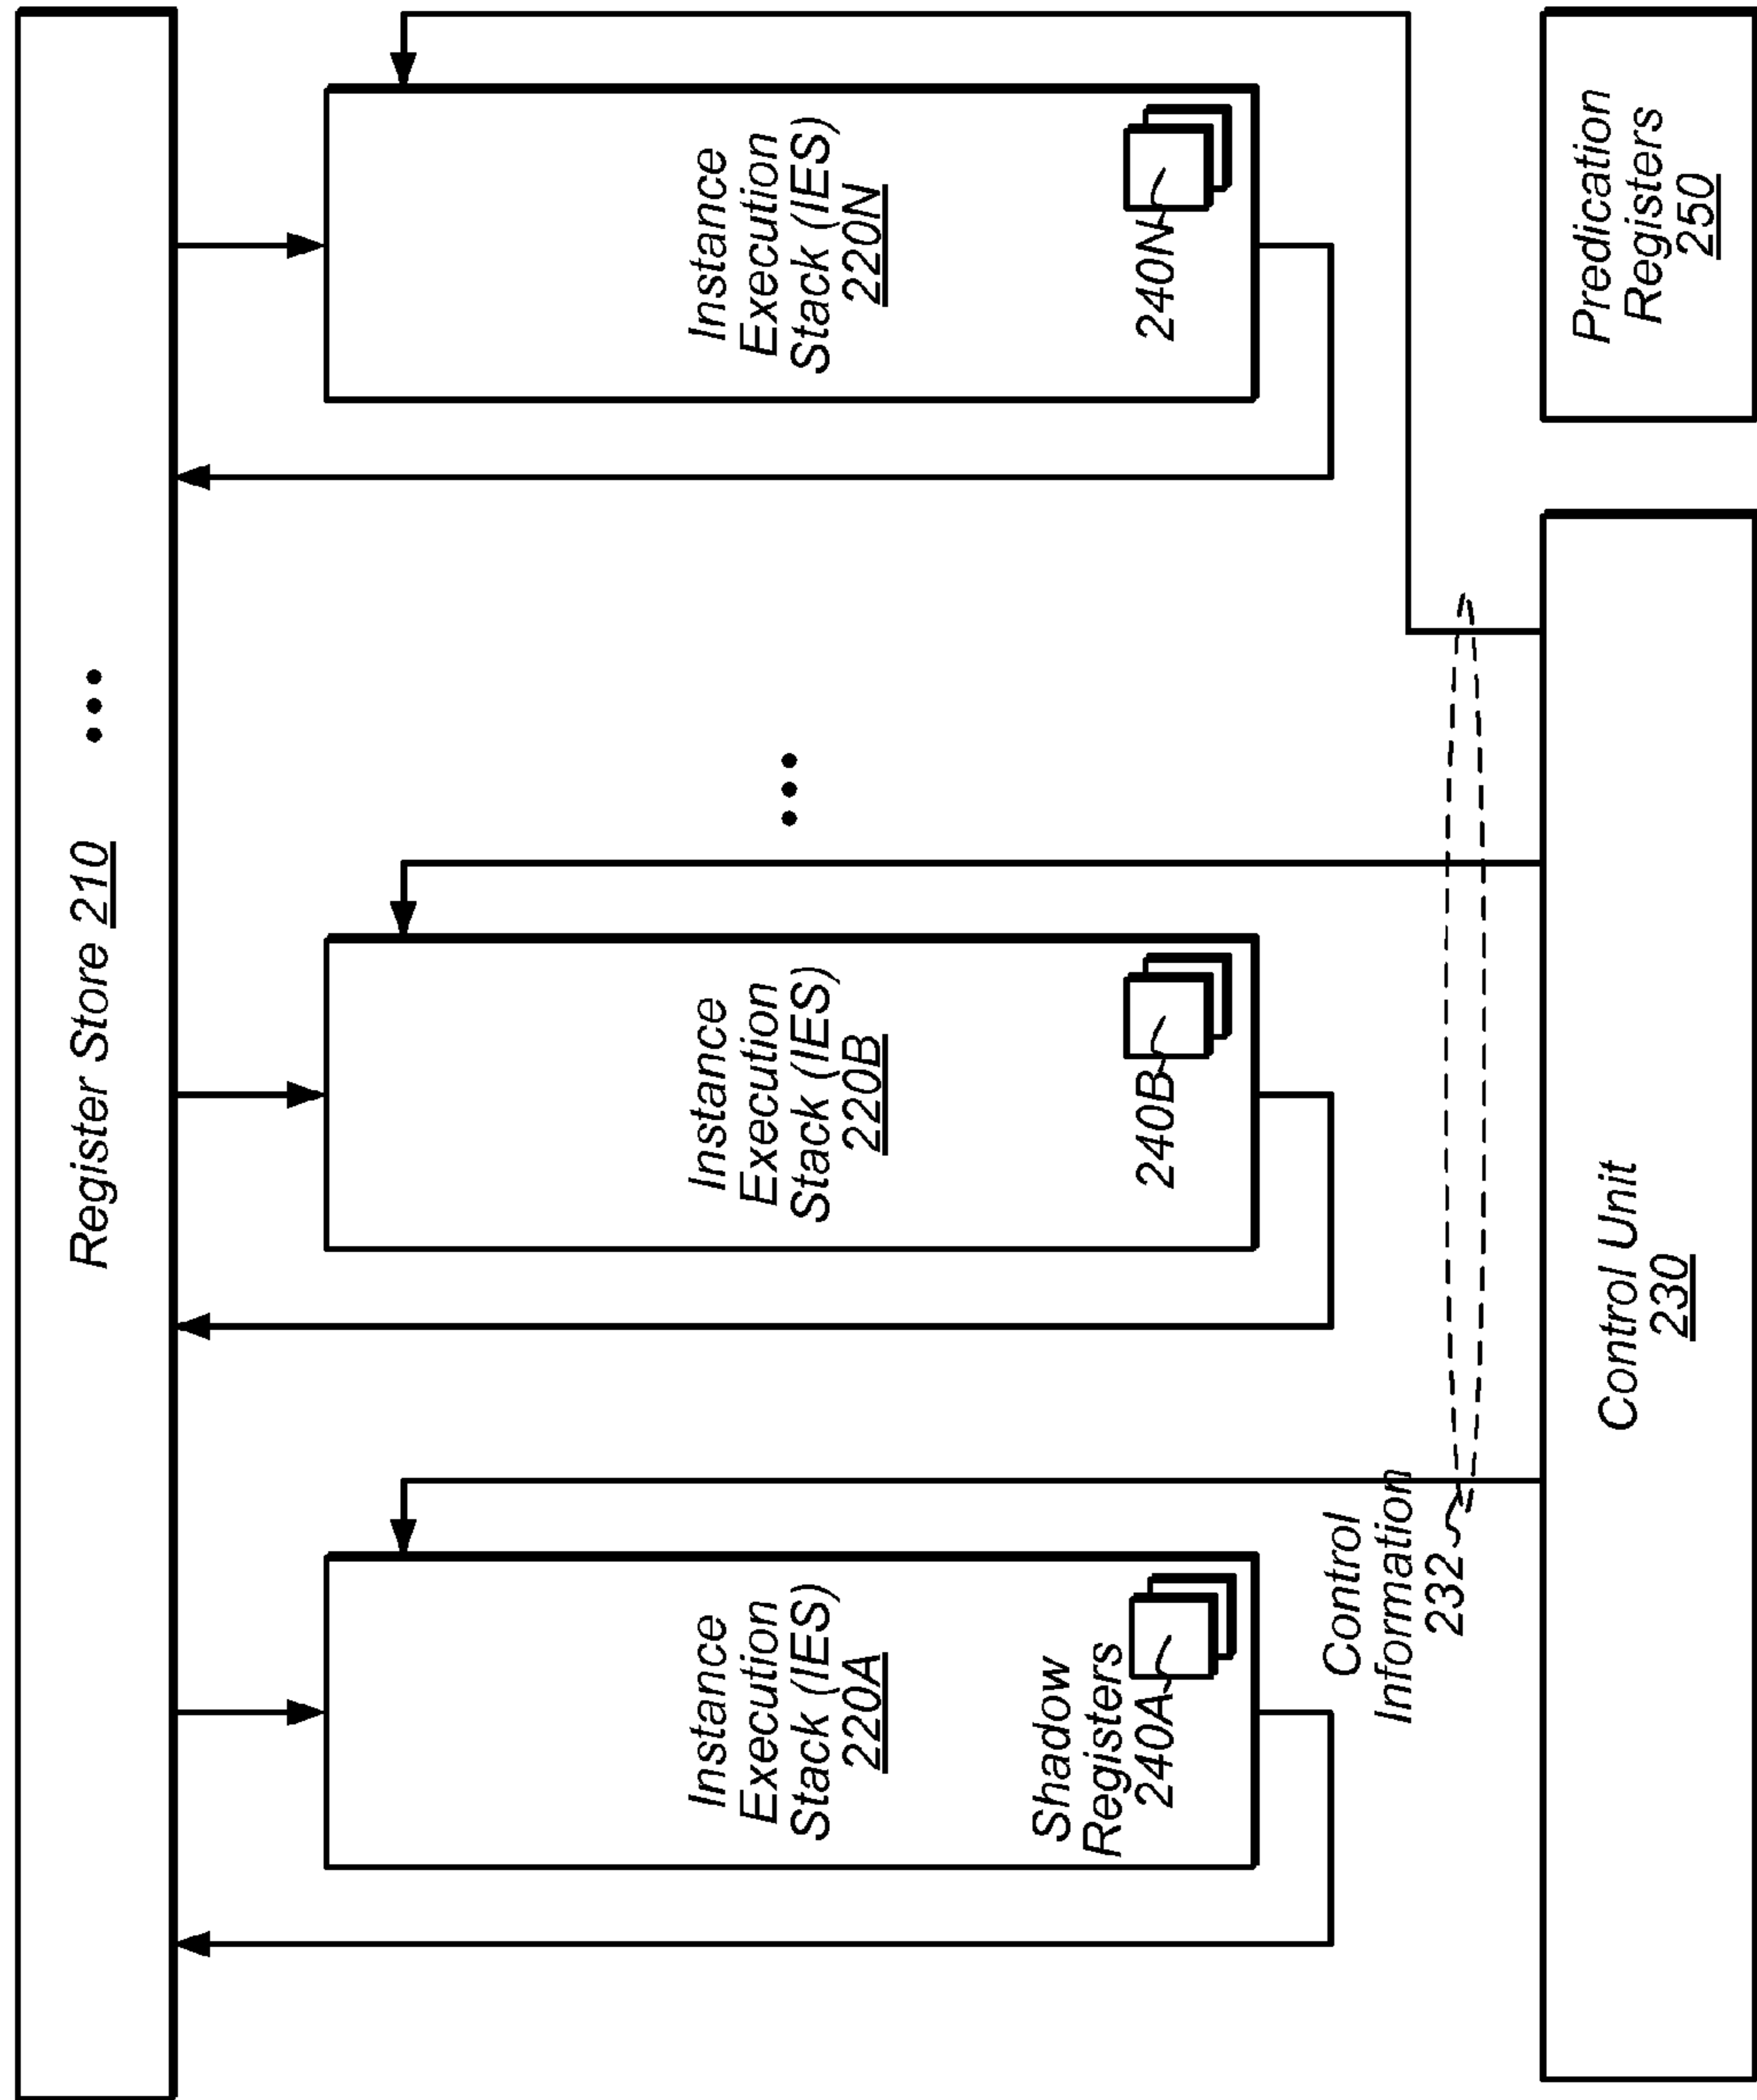 Register Store 210
...
Instance
Execution
Stack (IES)
220A
Shadow
Registers
240A
Instance
Execution
Stack (IES)
220B
240B
...
Instance
Execution
Stack (IES)
220N
240N
Control
Information
232
Control Unit
230
Predication
Registers
250